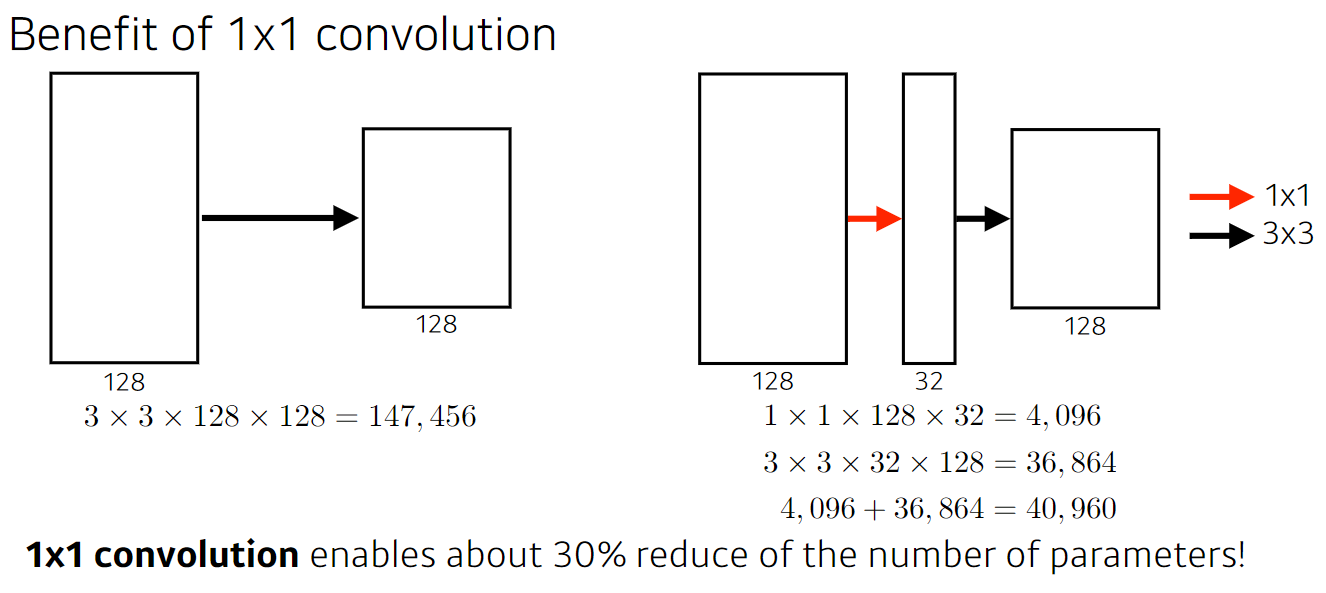 Benefit of 1x1 convolution
128
128
3 × 3 × 128 × 128 = 147, 456
128
32
128
1x1
3x3
1 × 1 × 128 × 32 = 4, 096
3 × 3 × 32 × 128 = 36, 864
4, 096 + 36, 864 = 40, 960
1x1 convolution enables about 30% reduce of the number of parameters!